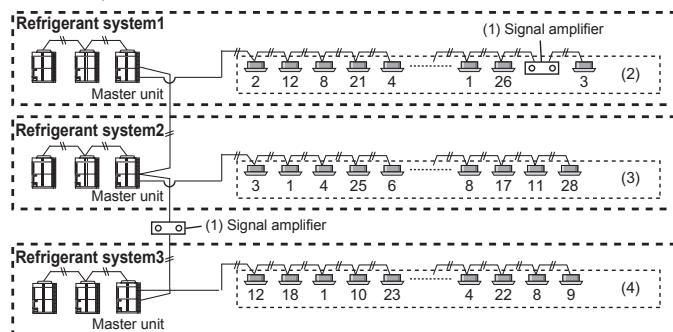 Refrigerant system1
(1) Signal amplifier
2 12 8 21 4 1 26 3 (2)
Master unit
Refrigerant system2
3 1 4 25 6 8 17 11 28 (3)
Master unit
(1) Signal amplifier
Refrigerant system3
12 18 1 10 23 4 22 8 9 (4)
Master unit